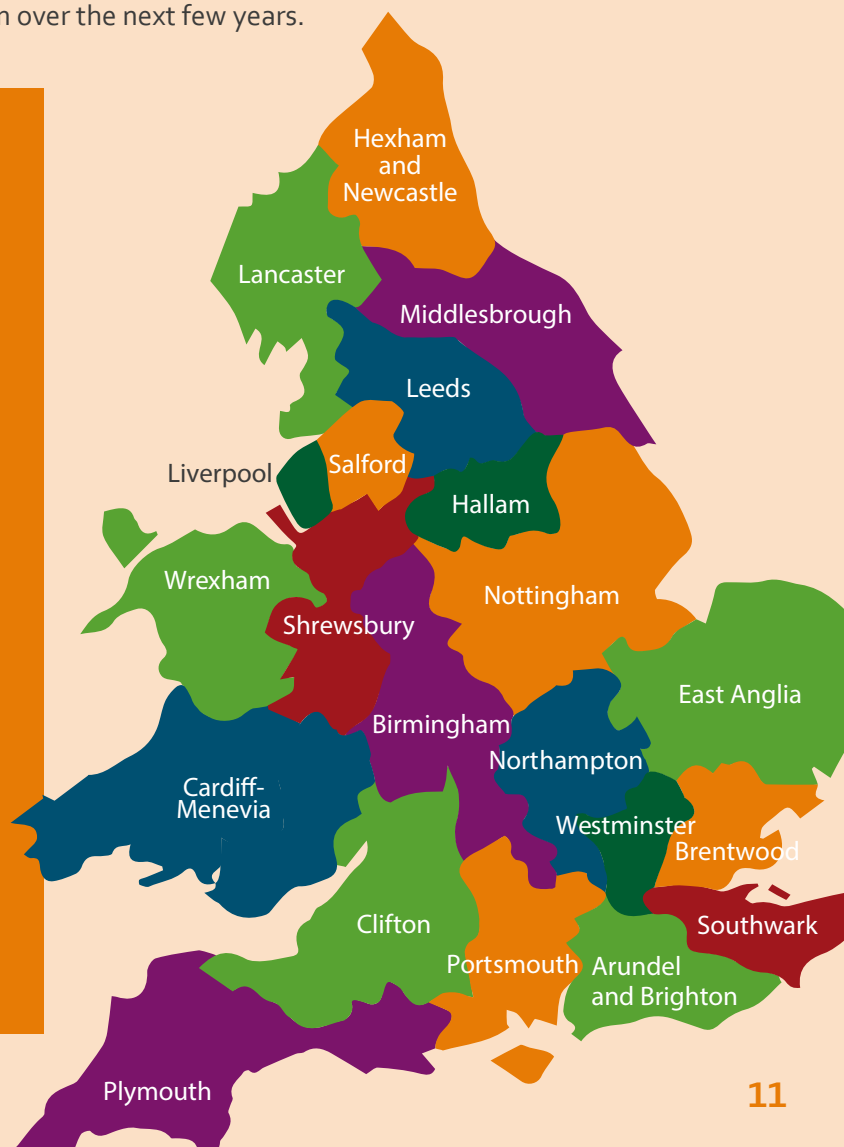 n over the next few years.
Hexham
and
Newcastle
Lancaster
Middlesbrough
Leeds
Salford
Liverpool
Hallam
Wrexham
Nottingham
Shrewsbury
East Anglia
Birmingham
Northampton
Cardiff-
Menevia
Westminster
Brentwood
Clifton
Southwark
Portsmouth
Arundel
and Brighton
Plymouth
11